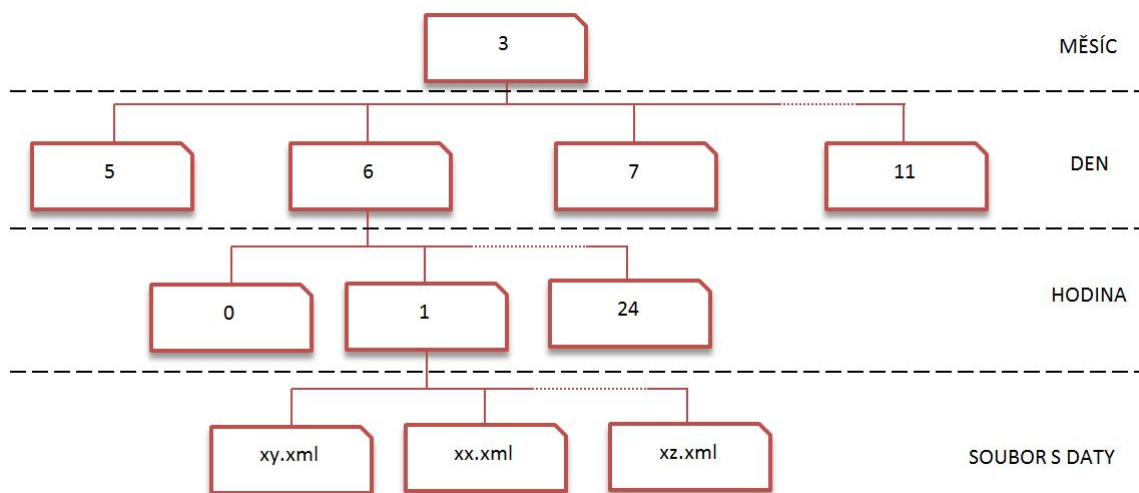 3
MĚSÍC
5
6
7
11
DEN
0
1
24
HODINA
xy.xml
xx.xml
xz.xml
SOUBOR S DATY